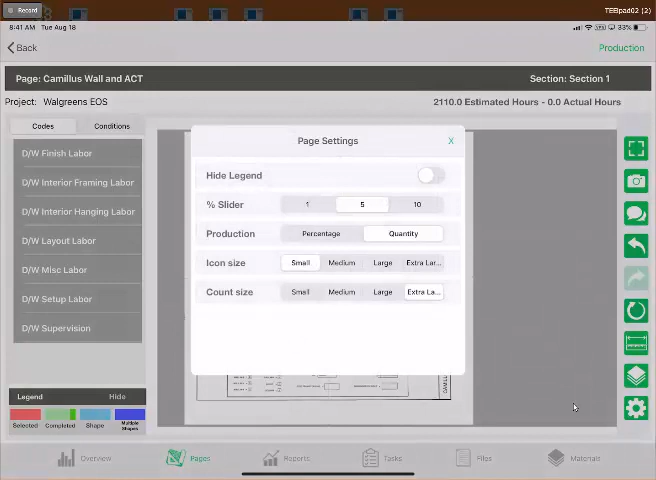 Record
TEEbpad02 (2)
8:41 AM Tue Aug 18
VPN 33%
Back
Production
Page: Camillus Wall and ACT
Section: Section 1
Project: Walgreens EOS
2110.0 Estimated Hours - 0.0 Actual Hours
Codes
Conditions
D/W Finish Labor
D/W Interior Framing Labor
D/W Interior Hanging Labor
D/W Layout Labor
D/W Misc Labor
D/W Setup Labor
D/W Supervision
Page Settings
X
Hide Legend
% Slider
1 5 10
Production
Percentage Quantity
Icon size
Small Medium Large Extra Lar...
Count size
Small Medium Large Extra La...
Legend
Hide
Selected
Completed
Shape
Multiple Shapes
Overview
Pages
Reports
Tasks
Files
Materials